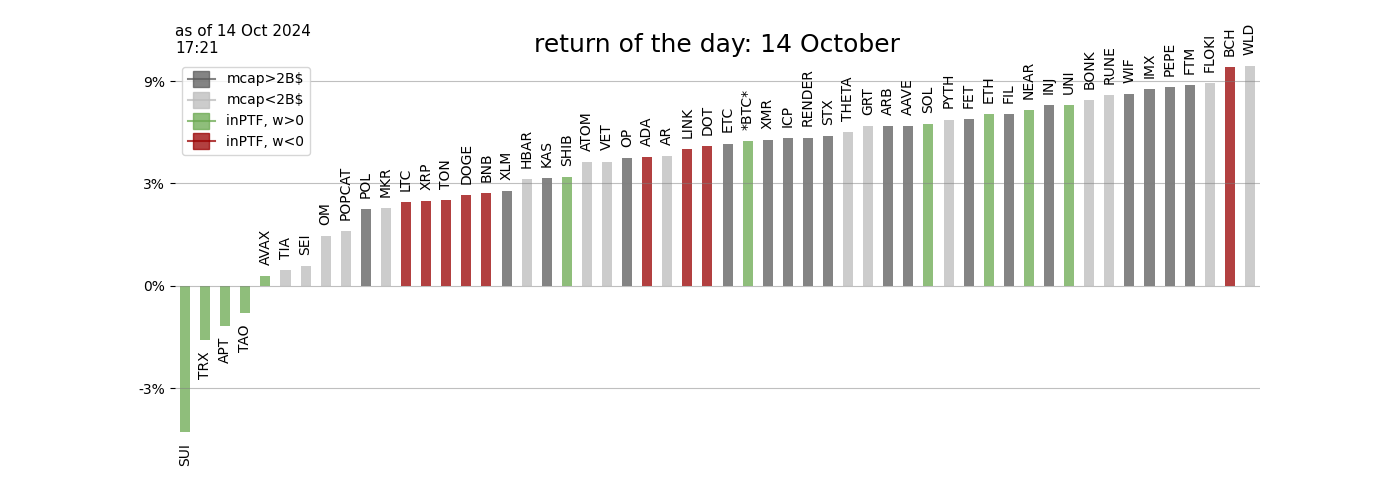 as of 14 Oct 2024
17:21
return of the day: 14 October
mcap>2B$
mcap<2B$
inPTF, w>0
inPTF, w<0
9%
3%
0%
-3%
SUI
TRX
APT
TAO
AVAX
TIA
SEI
OM
POPCAT
POL
MKR
LTC
XRP
TON
DOGE
BNB
XLM
HBAR
KAS
SHIB
ATOM
VET
OP
ADA
AR
LINK
DOT
ETC
*BTC*
XMR
ICP
RENDER
STX
THETA
GRT
ARB
AAVE
SOL
PYTH
FET
ETH
FIL
NEAR
INJ
UNI
BONK
RUNE
WIF
IMX
PEPE
FTM
FLOKI
BCH
WLD